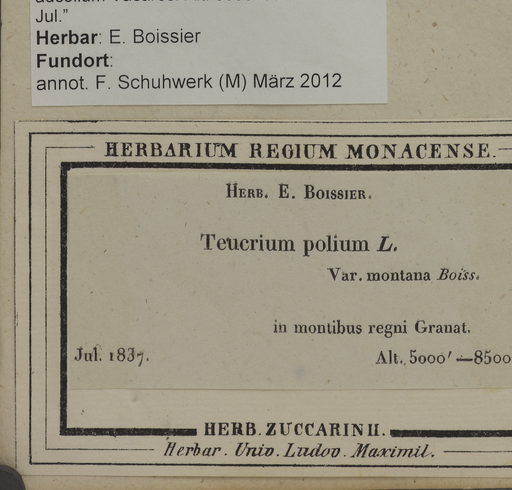 Jul.”
Herbar: E. Boissier
Fundort:
annot. F. Schuhwerk (M) März 2012
HERBARIUM REGIUM MONACENSE.
HERB. E. BOISSIER.
Teucrium polium L.
Var. montana Boiss.
in montibus regni Granat.
Jul. 1837. Alt. 5000'—8500
HERB. ZUCCARINII.
Herbar. Univ. Ludov. Maximil.